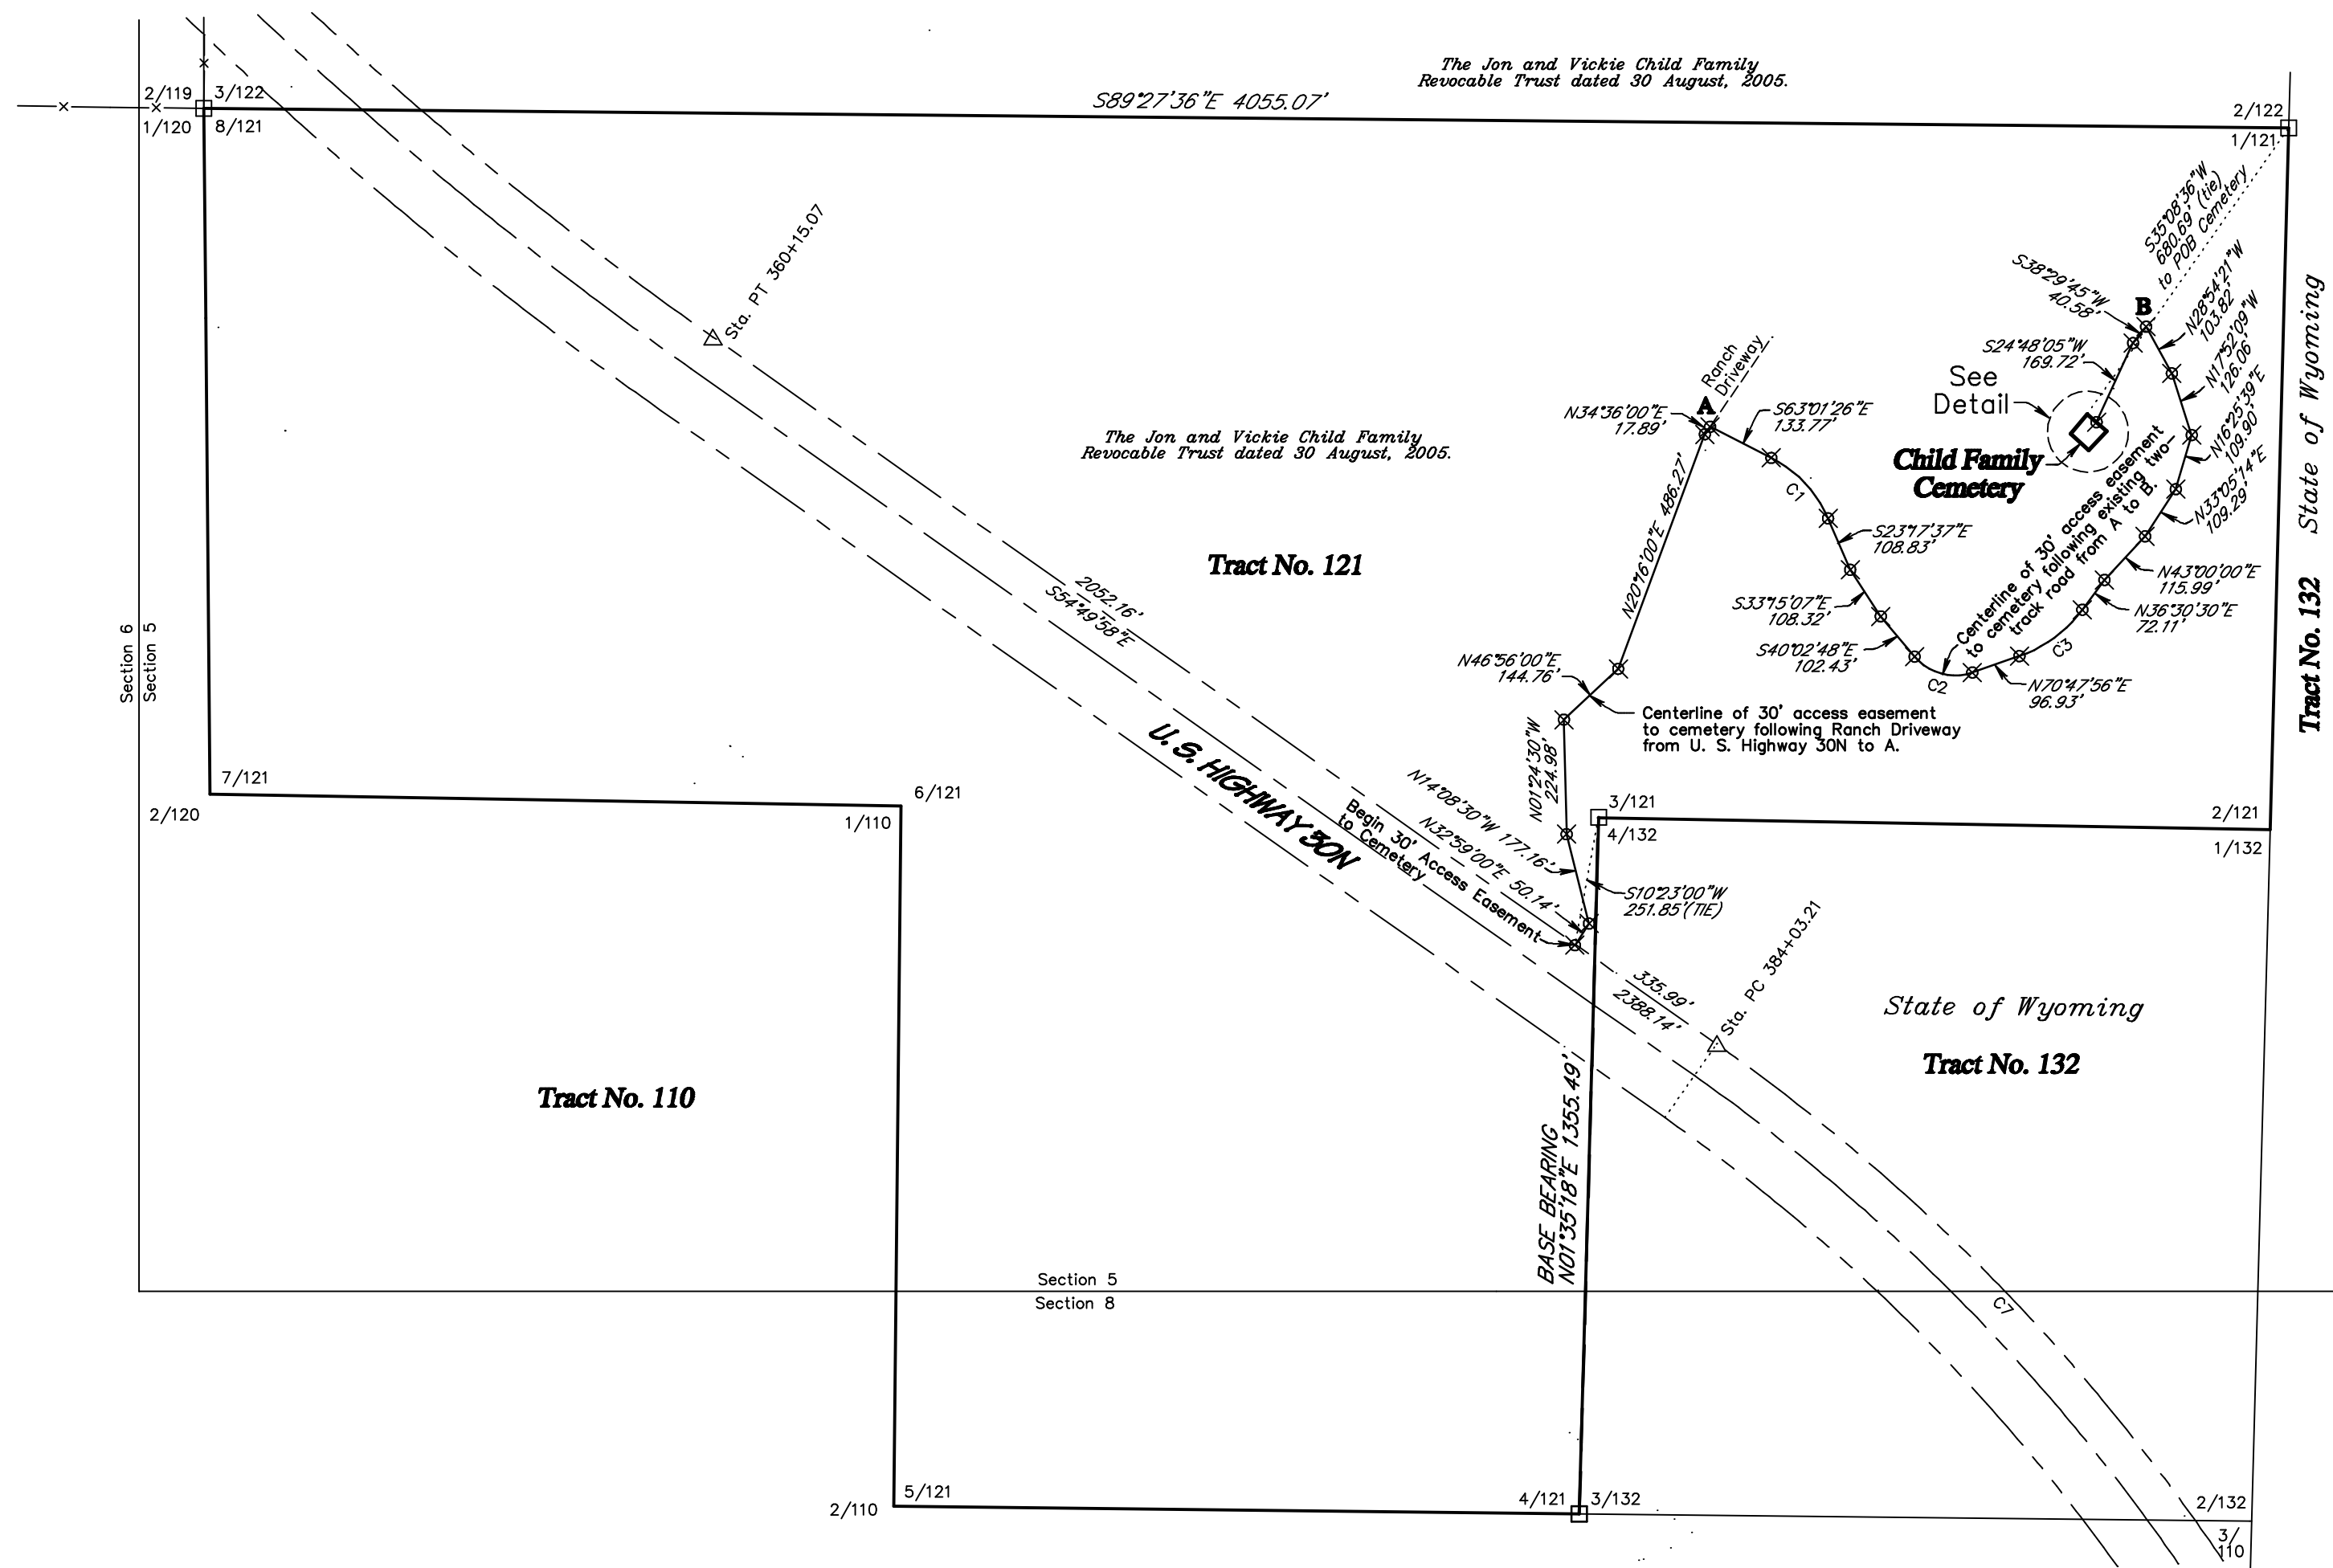 The Jon and Vickie Child Family
Revocable Trust dated 30 August, 2005.
S89°27'36"E 4055.07'
2/119
3/122
1/120
8/121
2/122
1/121
S35°08'36"W
680.69' (tie)
to POB Cemetery
Sta. PT 360+15.07
S38°29'45"W
40.58'
B
N28°54'21"W
103.82'
N17°52'09"W
126.06'
S24°48'05"W
169.72'
N16°25'39"E
109.90'
N33°05'14"E
109.29'
See
Detail
Child Family
Cemetery
Ranch
Driveway
A
N34°36'00"E
17.89'
S63°01'26"E
133.77'
C1
The Jon and Vickie Child Family
Revocable Trust dated 30 August, 2005.
State of Wyoming
Tract No. 132
N20°16'00"E 486.27'
S23°17'37"E
108.83'
Centerline of 30' access easement
to cemetery following existing two-
track road from A to B.
Tract No. 121
2052.16'
S54°49'58"E
S33°15'07"E
108.32'
N43°00'00"E
115.99'
N36°30'30"E
72.11'
S40°02'48"E
102.43'
C3
C2
N70°47'56"E
96.93'
Section 6
Section 5
N46°56'00"E
144.76'
Centerline of 30' access easement
to cemetery following Ranch Driveway
from U. S. Highway 30N to A.
N01°24'30"W
224.98'
U.S. HIGHWAY 30N
7/121
2/120
6/121
1/110
3/121
4/132
2/121
1/132
N14°08'30"W 177.16'
N32°59'00"E 50.14'
Begin 30' Access Easement
to Cemetery
S10°23'00"W
251.85'(TIE)
335.99'
2388.14'
Sta. PC 384+03.21
State of Wyoming
Tract No. 132
Tract No. 110
BASE BEARING
N01°35'18"E 1355.49'
Section 5
Section 8
C7
5/121
2/110
4/121
3/132
2/132
3/
110